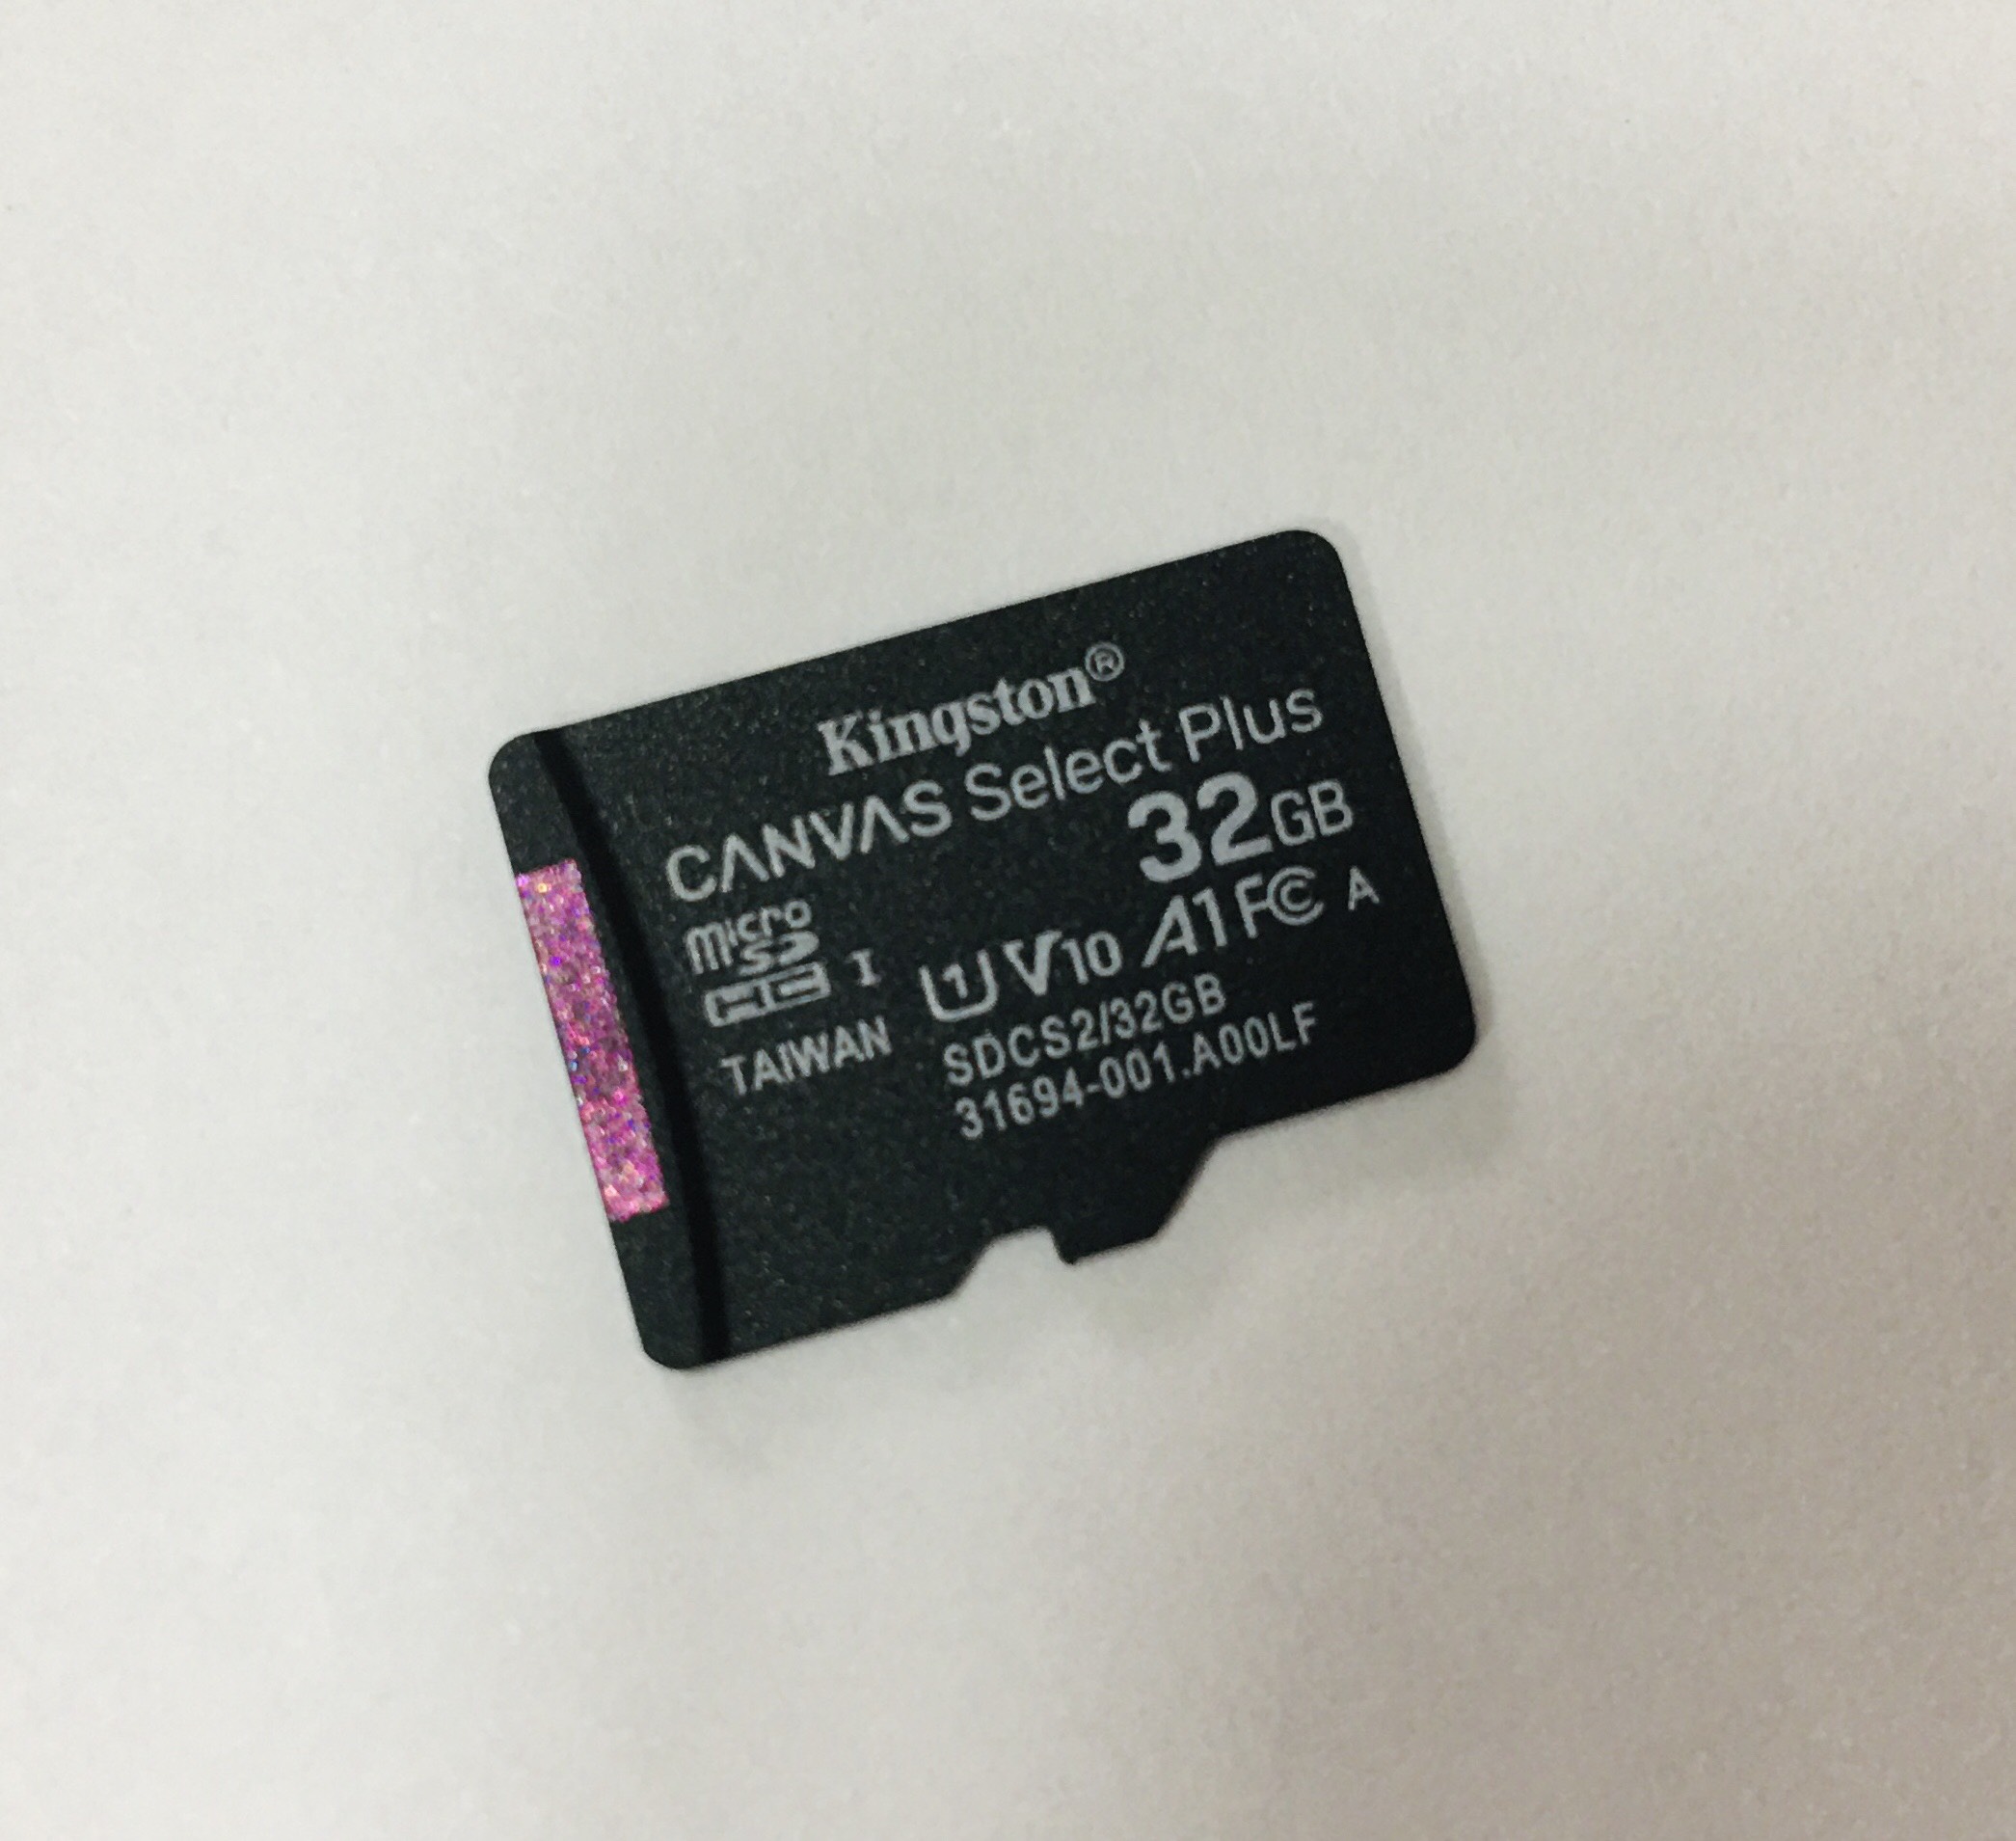 Kingston®
CANVAS Select Plus
32GB
micro SD HC I U1 V10 A1 FC A
TAIWAN SDCS2/32GB
31694-001.A00LF